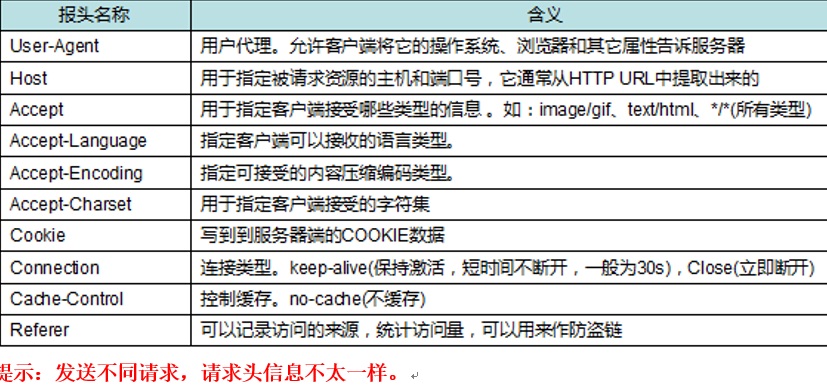 报头名称 含义
User-Agent 用户代理。允许客户端将它的操作系统、浏览器和其它属性告诉服务器
Host 用于指定被请求资源的主机和端口号，它通常从HTTP URL中提取出来的
Accept 用于指定客户端接受哪些类型的信息 。如：image/gif、text/html、*/*(所有类型)
Accept-Language 指定客户端可以接收的语言类型。
Accept-Encoding 指定可接受的内容压缩编码类型。
Accept-Charset 用于指定客户端接受的字符集
Cookie 写到到服务器端的COOKIE数据
Connection 连接类型。keep-alive(保持激活，短时间不断开，一般为30s)，Close(立即断开)
Cache-Control 控制缓存。no-cache(不缓存)
Referer 可以记录访问的来源，统计访问量，可以用来作防盗链
提示：发送不同请求，请求头信息不太一样。